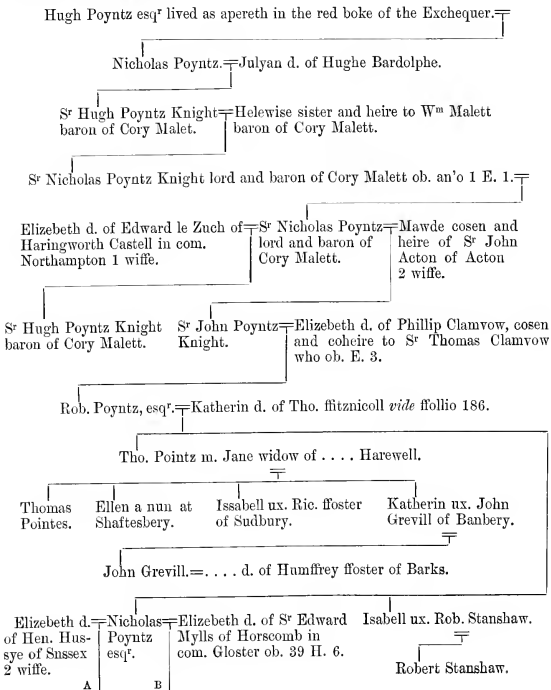 Hugh Poyntz esqr lived as apereth in the red boke of the Exchequer.
Nicholas Poyntz. Julyan d. of Hughe Bardolphe.
Sr Hugh Poyntz Knight
baron of Cory Malet.
Helewise sister and heire to Wm Malett
baron of Cory Malett.
Sr Nicholas Poyntz Knight lord and baron of Cory Malett ob. an'o 1 E. 1.
Elizebeth d. of Edward le Zuch of
Haringworth Castell in com.
Northampton 1 wiffe.
Sr Nicholas Poyntz
lord and baron of
Cory Malett.
Mawde cosen and
heire of Sr John
Acton of Acton
2 wiffe.
Sr Hugh Poyntz Knight
baron of Cory Malett.
Sr John Poyntz
Knight.
Elizebeth d. of Phillip Clamvow, cosen
and coheire to Sr Thomas Clamvow
who ob. E. 3.
Rob. Poyntz, esqr. Katherin d. of Tho. ffitznicoll vide ffollio 186.
Tho. Pointz m. Jane widow of .... Harewell.
Thomas
Pointes.
Ellen a nun at
Shaftesbery.
Issabell ux. Ric. ffoster
of Sudbury.
Katherin ux. John
Grevill of Banbery.
John Grevill.=.... d. of Humffrey ffoster of Barks.
Elizebeth d.
of Hen. Hus-
sye of Snssex
2 wiffe.
Nicholas
Poyntz
esqr.
Elizebeth d. of Sr Edward
Mylls of Horscomb in
com. Gloster ob. 39 H. 6.
Isabell ux. Rob. Stanshaw.
Robert Stanshaw.
A B